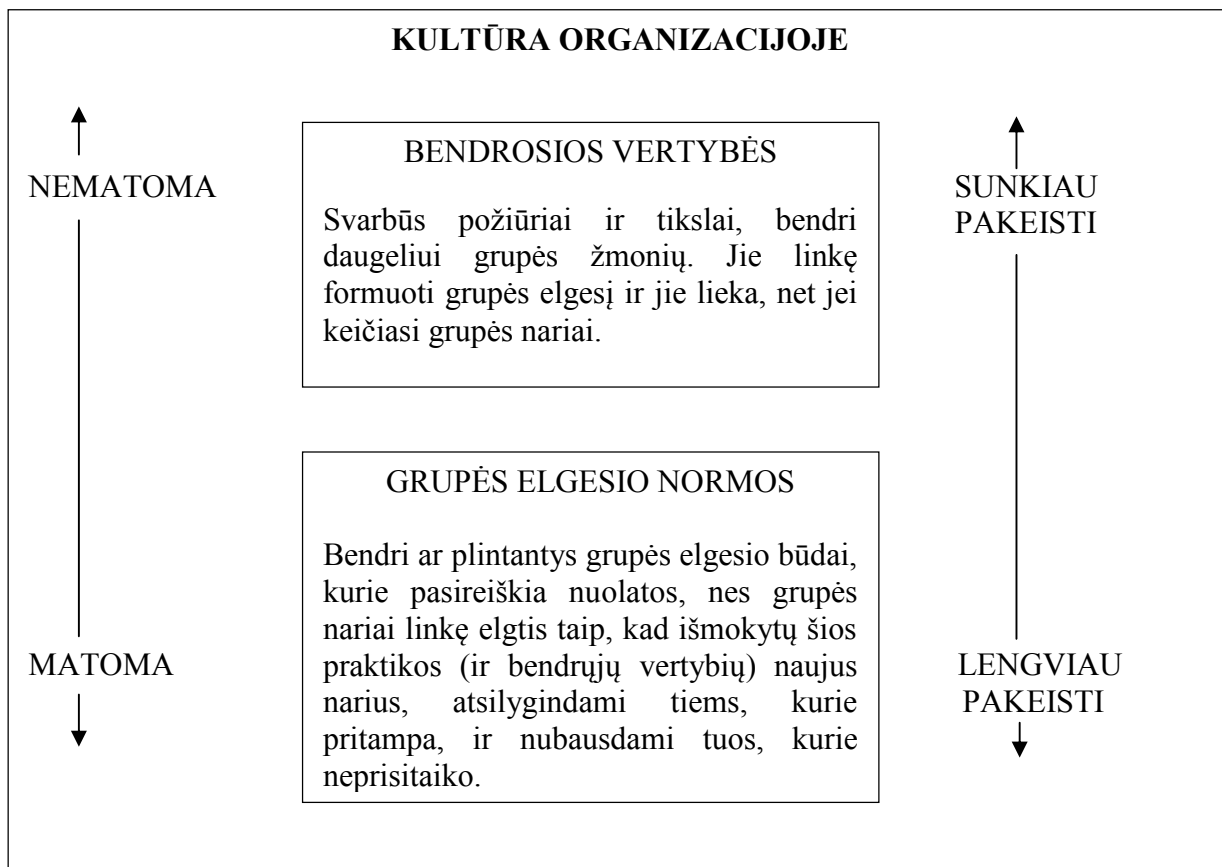 KULTŪRA ORGANIZACIJOJE
NEMATOMA
BENDROSIOS VERTYBĖS
Svarbūs požiūriai ir tikslai, bendri
daugeliui grupės žmonių. Jie linkę
formuoti grupės elgesį ir jie lieka, net jei
keičiasi grupės nariai.
SUNKIAU
PAKEISTI
GRUPĖS ELGESIO NORMOS
Bendri ar plintantys grupės elgesio būdai,
kurie pasireiškia nuolatos, nes grupės
nariai linkę elgtis taip, kad išmokytų šios
praktikos (ir bendrųjų vertybių) naujus
narius, atsilygindami tiems, kurie
pritampa, ir nubausdami tuos, kurie
neprisitaiko.
MATOMA
LENGVIAU
PAKEISTI